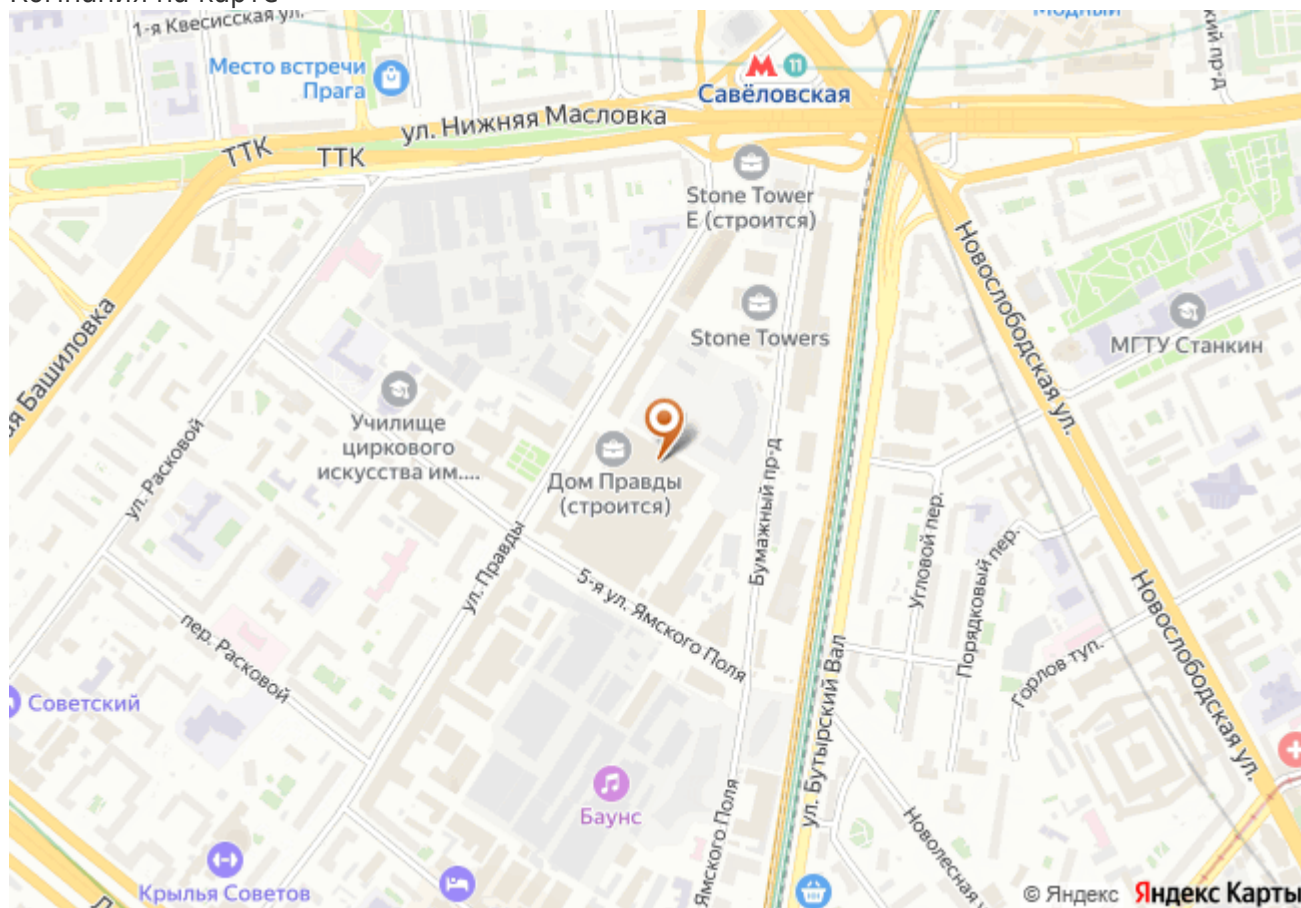 1-я Квесисская ул.
Модный
Место встречи
Прага
11
Савёловская
ул. Нижняя Масловка
ТТК
ТТК
Stone Tower
E (строится)
Новослободская ул.
Stone Towers
МГТУ Станкин
Училище
циркового
искусства им....
ул. Расковой
Дом Правды
(строится)
Бумажный пр-д
ул. Правды
5-я ул. Ямского Поля
Угловой пер.
Порядковый пер.
Новослободская ул.
Горлов туп.
пер. Расковой
Советский
ул. Бутырский Вал
Баунс
Ямского Поля
Новолесная
Крылья Советов
© Яндекс Яндекс Карты